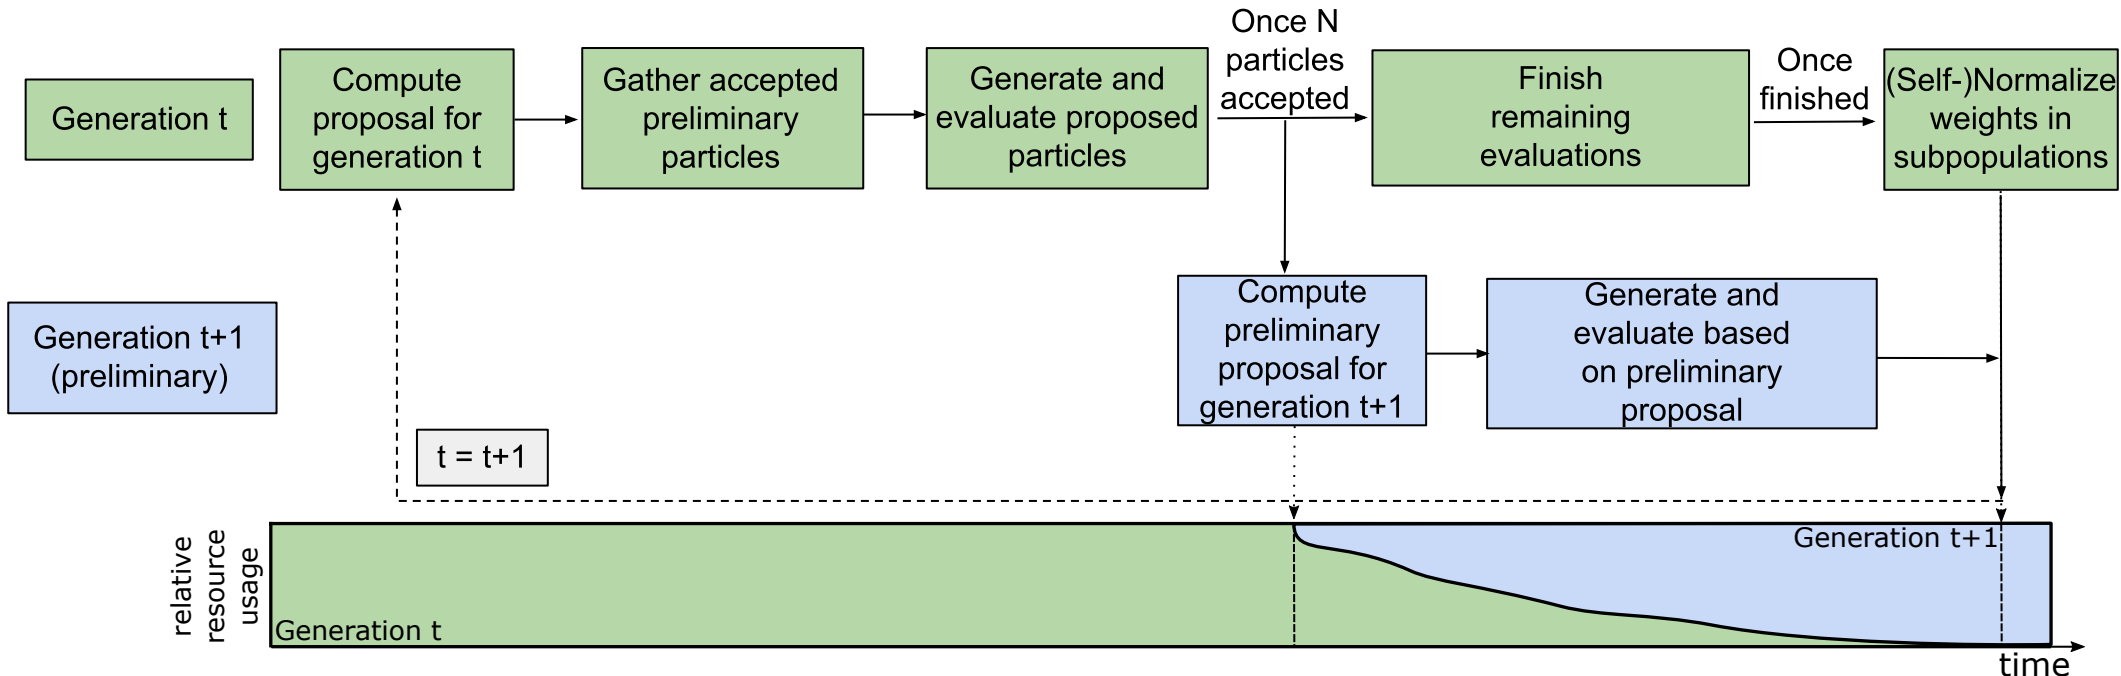 Generation t
Compute
proposal for
generation t
Gather accepted
preliminary
particles
Generate and
evaluate proposed
particles
Once N
particles
accepted
Finish
remaining
evaluations
Once
finished
(Self-)Normalize
weights in
subpopulations
Generation t+1
(preliminary)
Compute
preliminary
proposal for
generation t+1
Generate and
evaluate based
on preliminary
proposal
t = t+1
relative
resource
usage
Generation t
Generation t+1
time